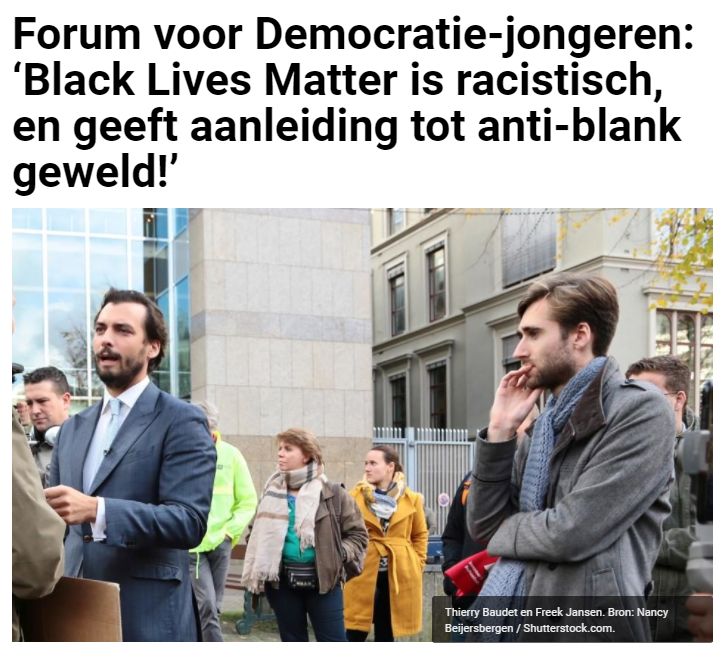 Forum voor Democratie-jongeren:
‘Black Lives Matter is racistisch,
en geeft aanleiding tot anti-blank
geweld!’
Thierry Baudet en Freek Jansen. Bron: Nancy
Beijersbergen / Shutterstock.com.